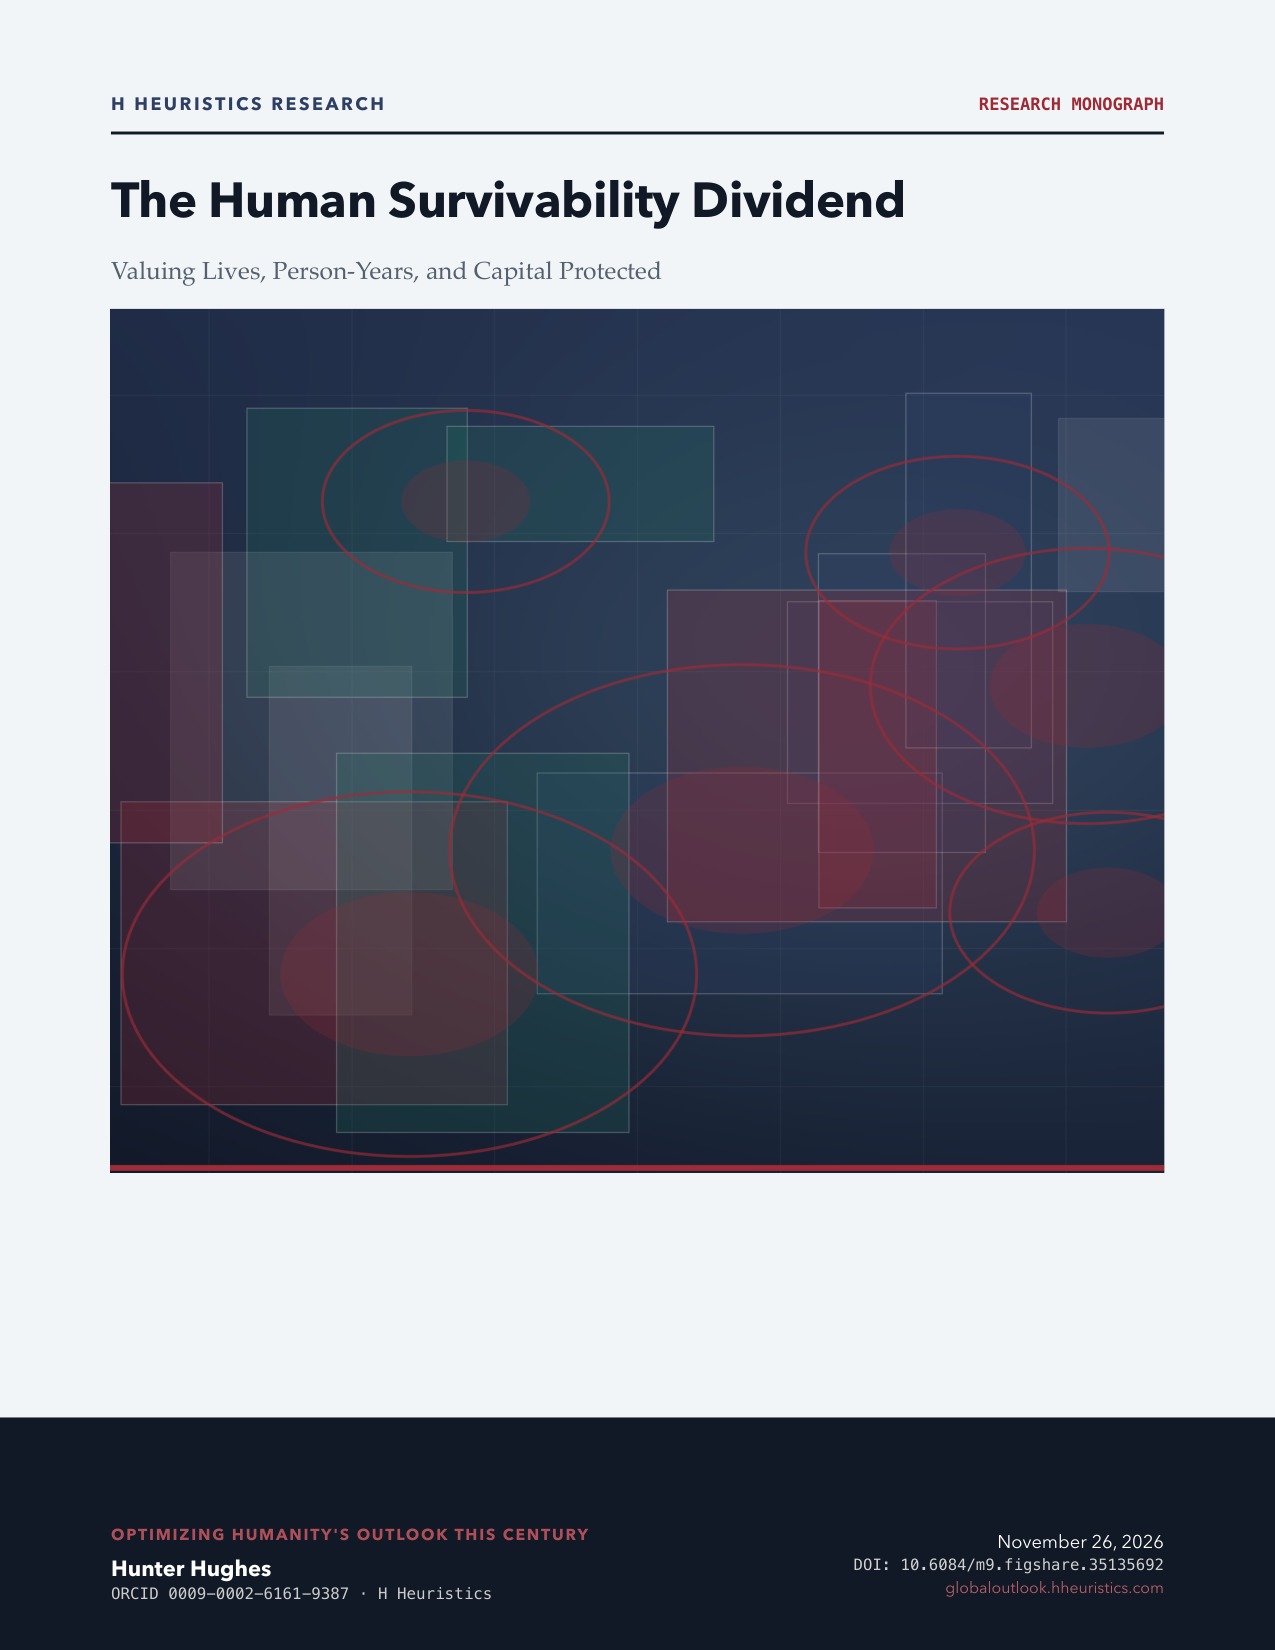 H HEURISTICS RESEARCH
RESEARCH MONOGRAPH
The Human Survivability Dividend
Valuing Lives, Person-Years, and Capital Protected
OPTIMIZING HUMANITY'S OUTLOOK THIS CENTURY
Hunter Hughes
ORCID 0009-0002-6161-9387 · H Heuristics
November 26, 2026
DOI: 10.6084/m9.figshare.35135692
globaloutlook.hheuristics.com